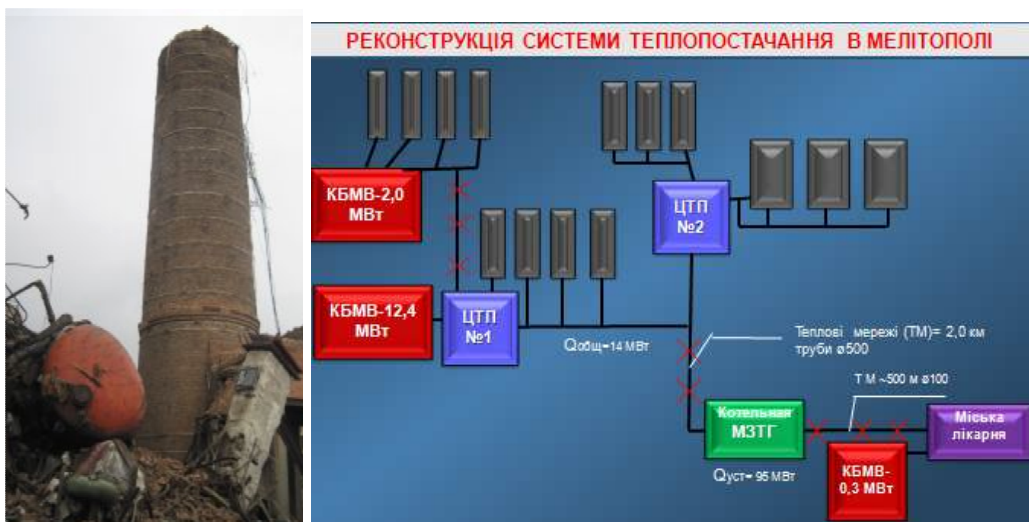 РЕКОНСТРУКЦІЯ СИСТЕМИ ТЕПЛОПОСТАЧАННЯ В МЕЛІТОПОЛІ
КБМВ-2,0
МВт
ЦТП
№2
КБМВ-12,4
МВт
ЦТП
№1
Qобщ=14 МВт
Теплові мережі (ТМ)= 2,0 км
труби ø500
Т М ~500 м ø100
Котельная
МЗТГ
Міська
лікарня
Qуст= 95 МВт
КБМВ-
0,3 МВт